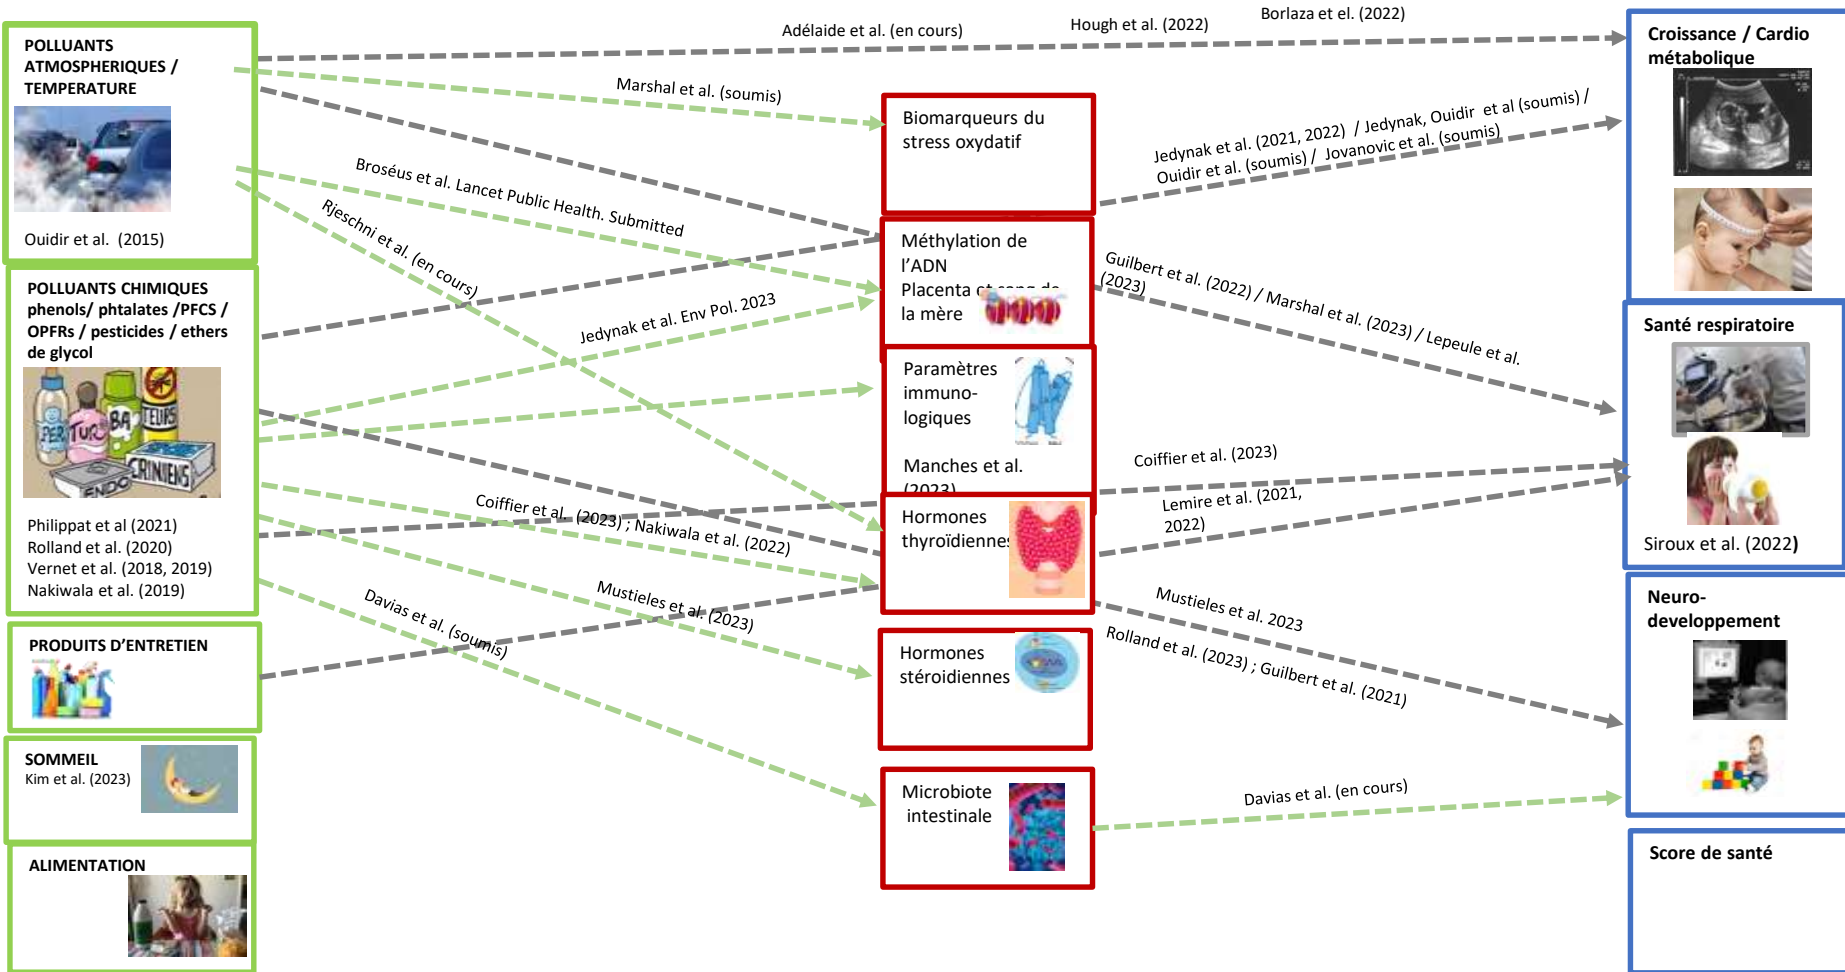 POLLUANTS
ATMOSPHERIQUES /
TEMPERATURE
Ouidir et al.  (2015)
POLLUANTS CHIMIQUES
phenols/ phtalates /PFCS /
OPFRs / pesticides / ethers
de glycol
PER
TUR
BA
TEURS
ENDO
CRINIENS
Philippat et al (2021)
Rolland et al. (2020)
Vernet et al. (2018, 2019)
Nakiwala et al. (2019)
PRODUITS D’ENTRETIEN
SOMMEIL
Kim et al. (2023)
ALIMENTATION
Adélaide et al. (en cours)
Hough et al. (2022)
Borlaza et el. (2022)
Marshal et al. (soumis)
Broséus et al. Lancet Public Health. Submitted
Rjeschni et al. (en cours)
Jedynak et al. Env Pol. 2023
Coiffier et al.  (2023) ; Nakiwala et al. (2022)
Mustieles et al. (2023)
Davias et al. (soumis)
Biomarqueurs du
stress oxydatif
Méthylation de
l’ADN
Placenta et sang de
la mère
Paramètres
immuno-
logiques
Manches et al.
(2023)
Hormones
thyroïdiennes
Hormones
stéroidiennes
Microbiote
intestinale
Jedynak et al. (2021, 2022)  / Jedynak, Ouidir  et al (soumis) /
Ouidir et al. (soumis) /  Jovanovic et al. (soumis)
Guilbert et al. (2022) / Marshal et al. (2023) / Lepeule et al.
(2023)
Coiffier et al. (2023)
Lemire et al. (2021,
2022)
Mustieles et al. 2023
Rolland et al. (2023) ; Guilbert et al. (2021)
Davias et al. (en cours)
Croissance / Cardio
métabolique
Santé respiratoire
Siroux et al. (2022)
Neuro-
developpement
Score de santé